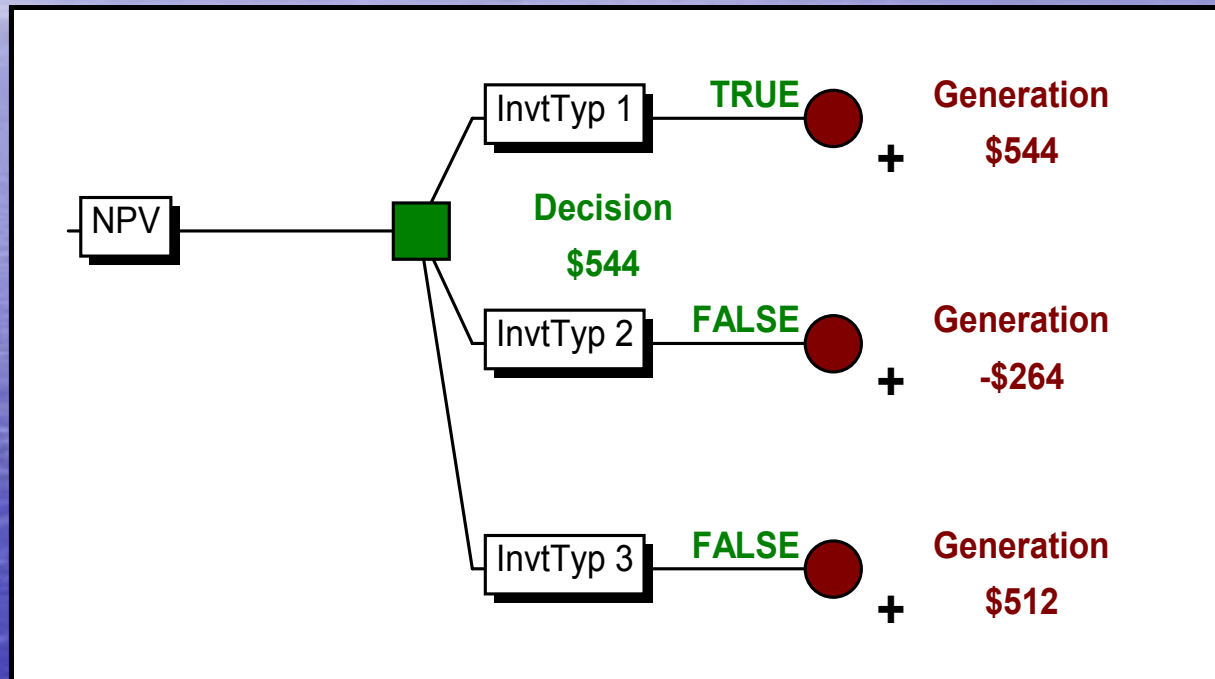 InvtTyp 1
TRUE
Generation
$544
+
NPV
Decision
$544
InvtTyp 2
FALSE
Generation
-$264
+
InvtTyp 3
FALSE
Generation
$512
+